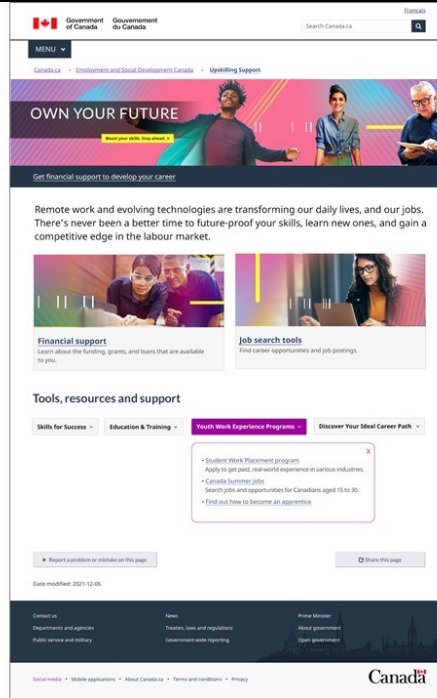 Français
Government of Canada
Gouvernement du Canada
Search Canada.ca
MENU
Canada.ca
Employment and Social Development Canada
Upskilling Support
OWN YOUR FUTURE
Boost your skills. Stay ahead. >
Get financial support to develop your career
Remote work and evolving technologies are transforming our daily lives, and our jobs.
There's never been a better time to future-proof your skills, learn new ones, and gain a
competitive edge in the labour market.
Financial support
Learn about the funding, grants, and loans that are available
to you.
Job search tools
Find career opportunities and job postings.
Tools, resources and support
Skills for Success
Education & Training
Youth Work Experience Programs
Discover Your Ideal Career Path
X
• Student Work Placement program
Apply to get paid, real-world experience in various industries.
• Canada Summer Jobs
Search jobs and opportunities for Canadians aged 15 to 30.
• Find out how to become an apprentice
Report a problem or mistake on this page
Share this page
Date modified: 2021-12-06
Contact us
News
Prime Minister
Departments and agencies
Treaties, laws and regulations
About government
Public service and military
Government-wide reporting
Open government
Social media • Mobile applications • About Canada.ca • Terms and conditions • Privacy
Canada